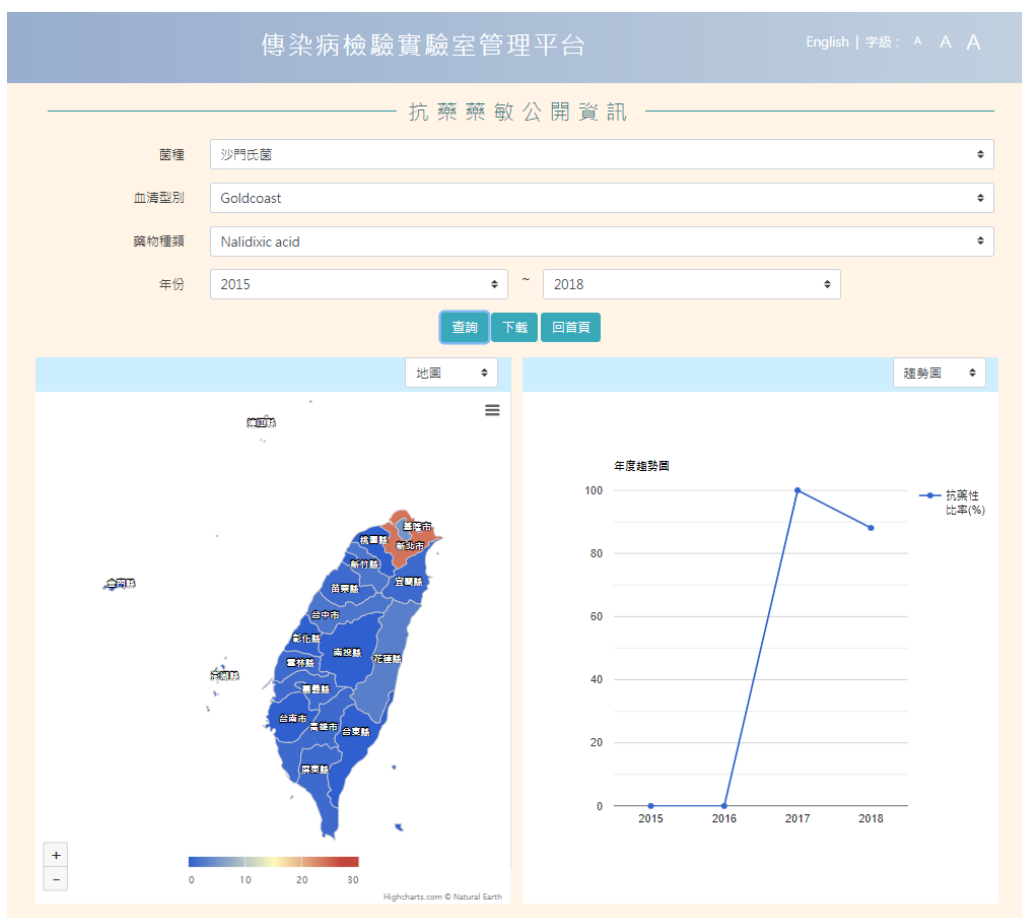 傳染病檢驗實驗室管理平台
English | 字級： A A A
抗藥藥敏公開資訊
菌種 沙門氏菌
血清型別 Goldcoast
藥物種類 Nalidixic acid
年份 2015 ~ 2018
查詢 下載 回首頁
地圖
連江縣
基隆市
桃園縣
新北市
新竹縣
金門縣
苗栗縣
宜蘭縣
台中市
彰化縣
南投縣
花蓮縣
雲林縣
澎湖縣
嘉義縣
台南市
高雄市
台東縣
屏東縣
+
−
0 10 20 30
Highcharts.com © Natural Earth
趨勢圖
年度趨勢圖
100
抗藥性
比率(%)
80
60
40
20
0
2015 2016 2017 2018